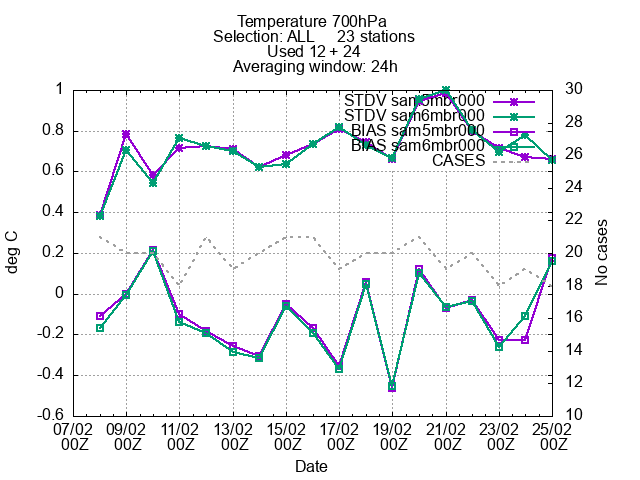 Temperature 700hPa
Selection: ALL 23 stations
Used 12 + 24
Averaging window: 24h
STDV sam5mbr000
STDV sam6mbr000
BIAS sam5mbr000
BIAS sam6mbr000
CASES
1
0.8
0.6
0.4
0.2
0
-0.2
-0.4
-0.6
deg C
30
28
26
24
22
20
18
16
14
12
10
No cases
07/02 09/02 11/02 13/02 15/02 17/02 19/02 21/02 23/02 25/02
00Z 00Z 00Z 00Z 00Z 00Z 00Z 00Z 00Z 00Z
Date